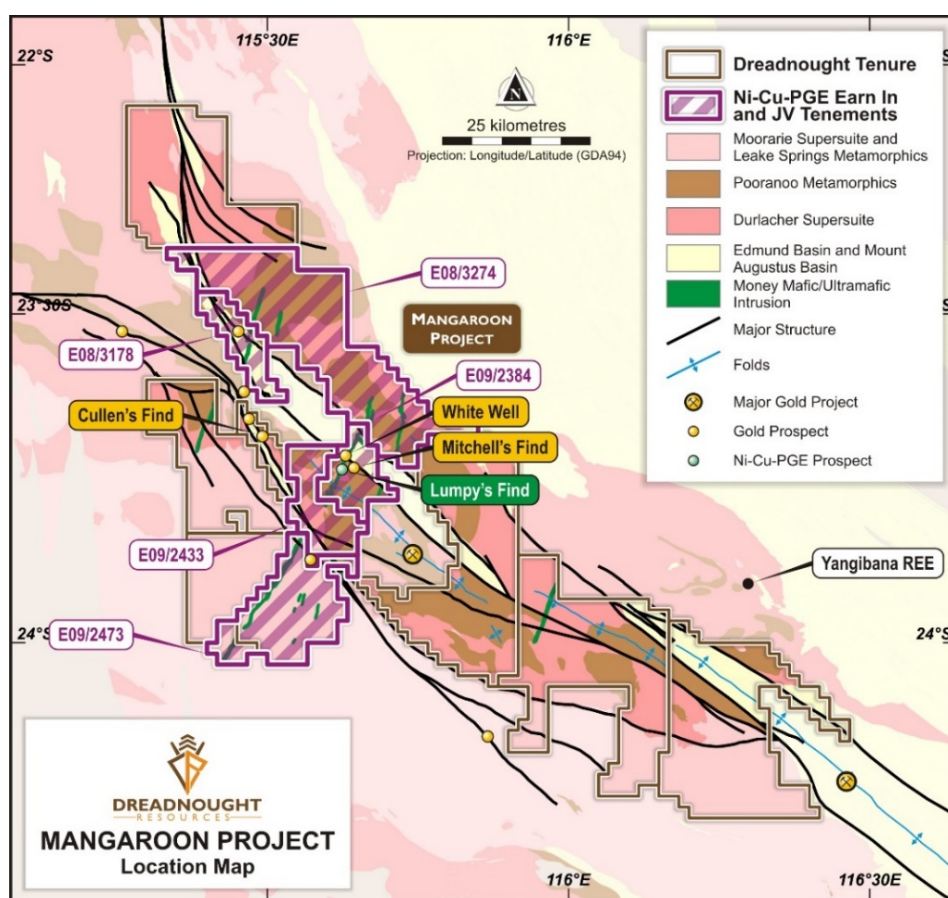 115°30E
116°E
22°S
N
25 kilometres
Projection: Longitude/Latitude (GDA94)
Dreadnought Tenure
Ni-Cu-PGE Earn In
and JV Tenements
Moorarie Supersuite and
Leake Springs Metamorphics
Pooranoo Metamorphics
Durlacher Supersuite
Edmund Basin and Mount
Augustus Basin
Money Mafic/Ultramafic
Intrusion
Major Structure
Folds
Major Gold Project
Gold Prospect
Ni-Cu-PGE Prospect
E08/3274
23°30S
MANGAROON
PROJECT
E08/3178
E09/2384
Cullen's Find
White Well
Mitchell's Find
Lumpy's Find
E09/2433
Yangibana REE
E09/2473
24°S
24°S
DREADNOUGHT
RESOURCES
MANGAROON PROJECT
Location Map
116°E
116°30E